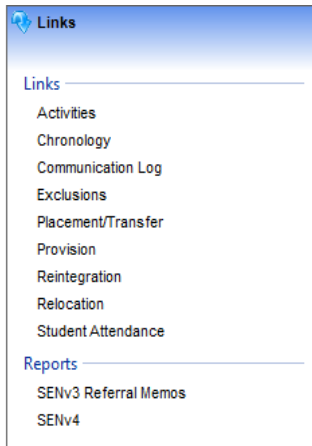 Links
Links
Activities
Chronology
Communication Log
Exclusions
Placement/Transfer
Provision
Reintegration
Relocation
Student Attendance
Reports
SENv3 Referral Memos
SENv4